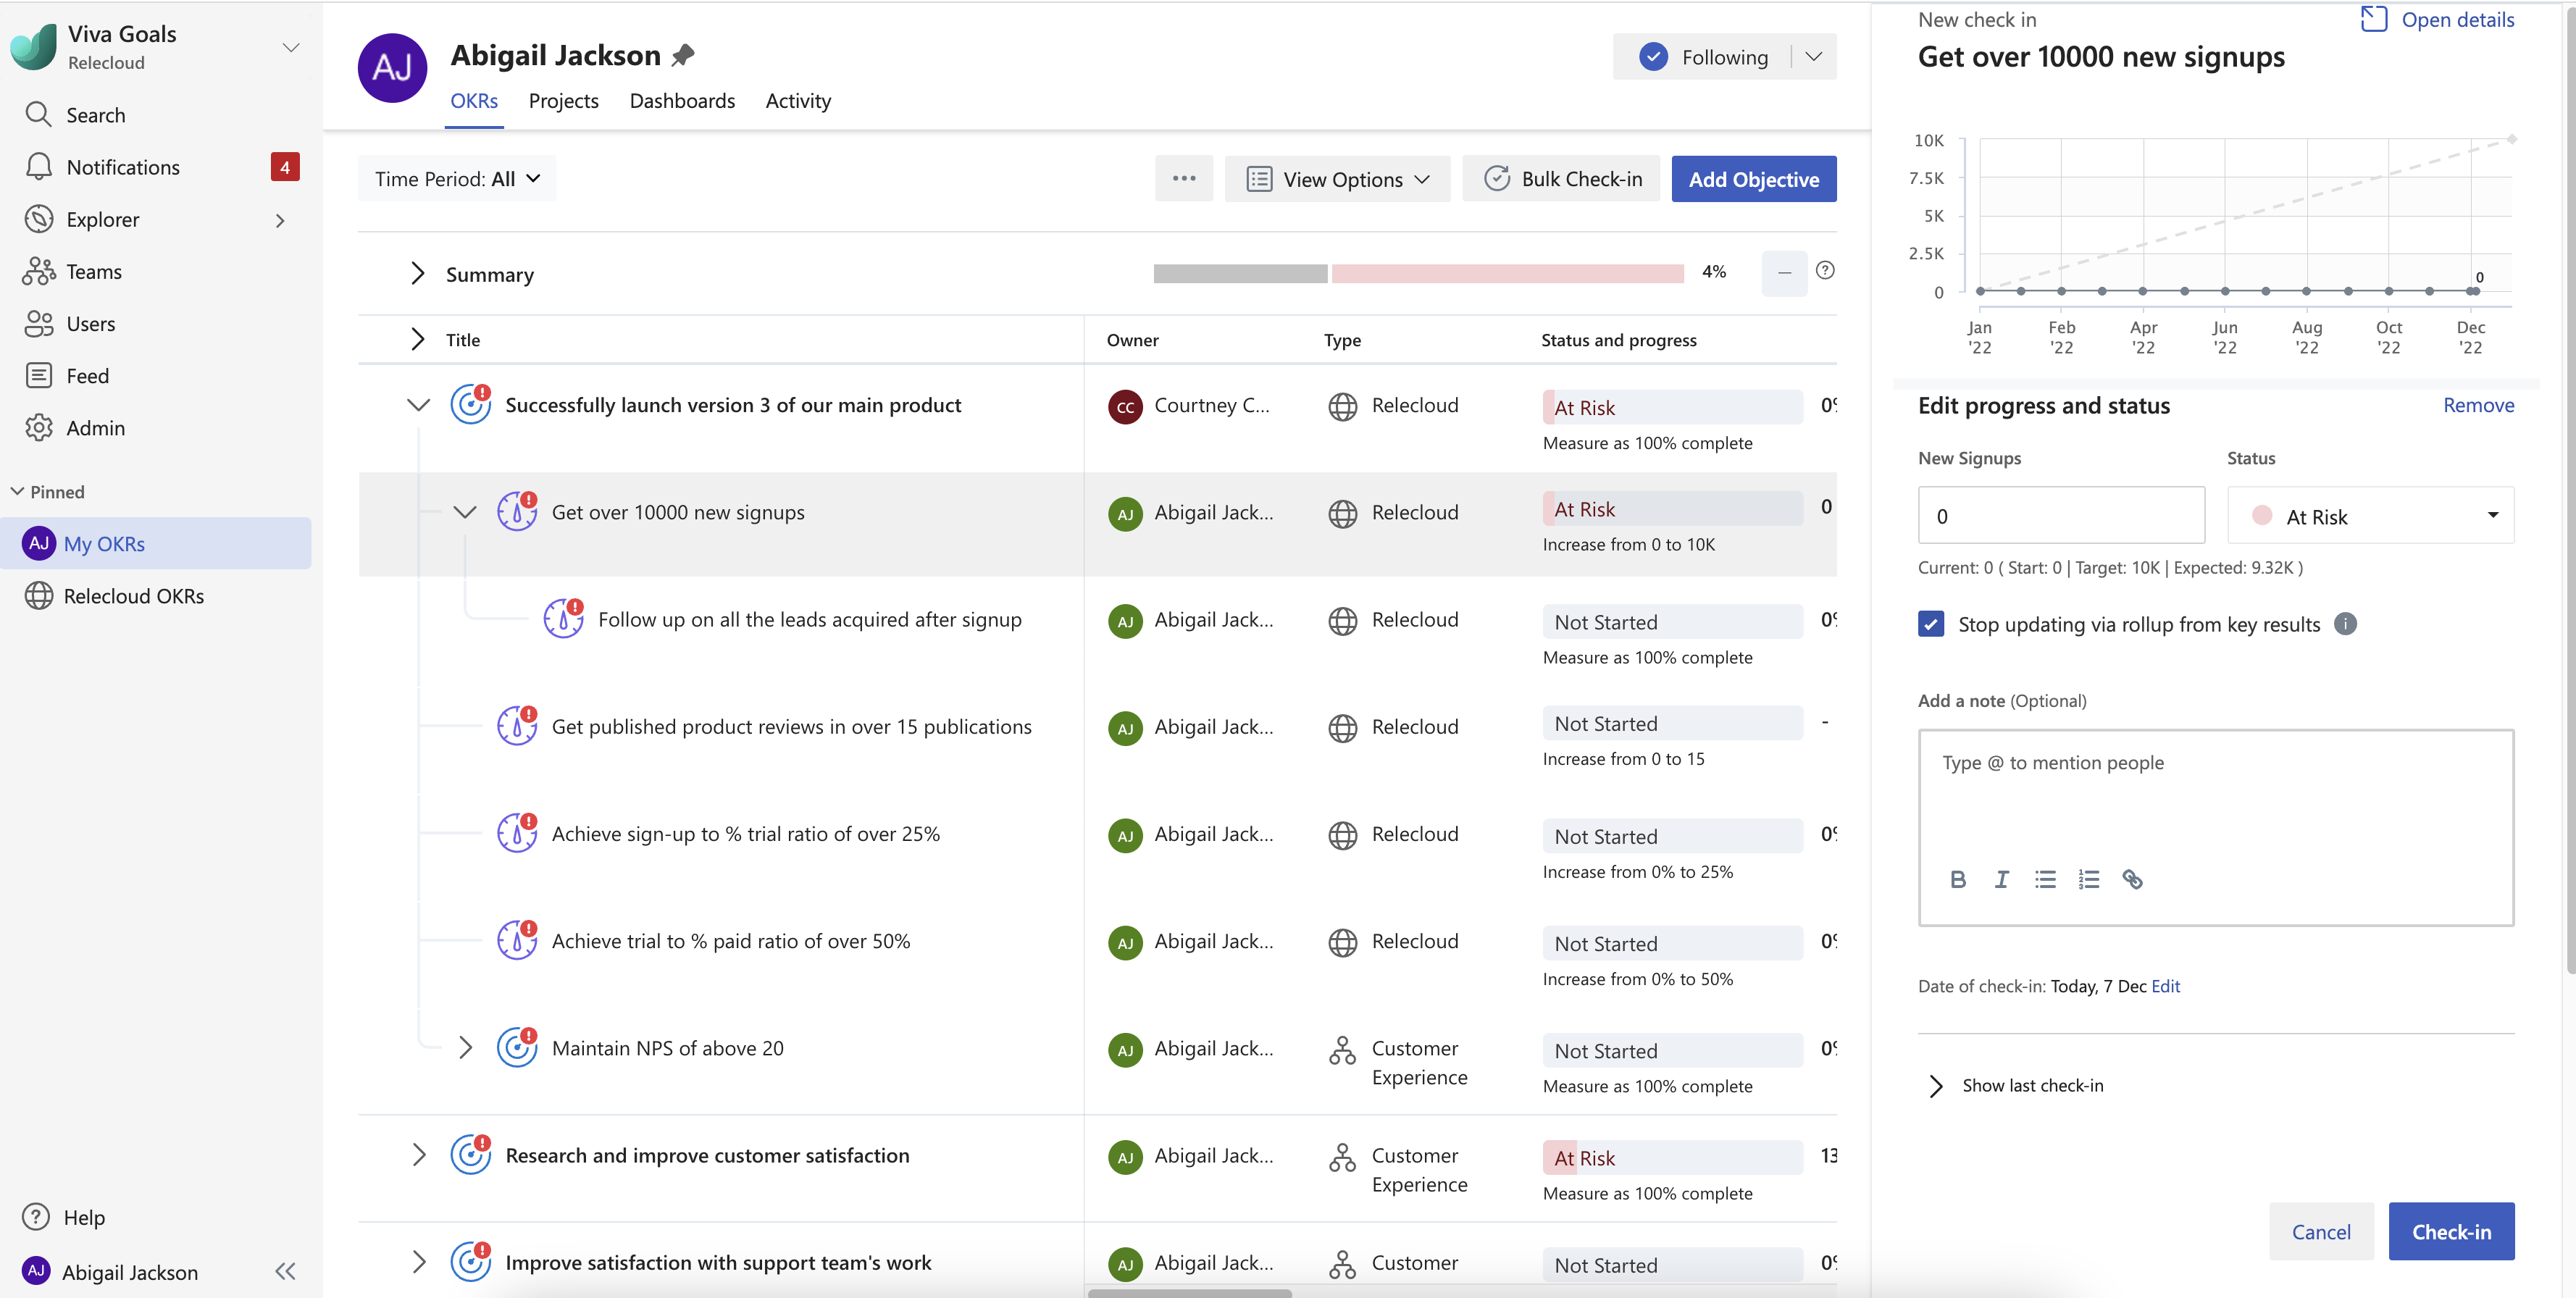 Viva Goals
Relecloud
Search
Notifications
4
Explorer
Teams
Users
Feed
Admin
Pinned
AJ My OKRs
Relecloud OKRs
Help
AJ Abigail Jackson
AJ
Abigail Jackson
OKRs Projects Dashboards Activity
Following
Time Period: All
View Options
Bulk Check-in
Add Objective
Summary
4%
Title Owner Type Status and progress
Successfully launch version 3 of our main product CC Courtney C... Relecloud At Risk 0%
Measure as 100% complete
Get over 10000 new signups AJ Abigail Jack... Relecloud At Risk 0
Increase from 0 to 10K
Follow up on all the leads acquired after signup AJ Abigail Jack... Relecloud Not Started 0%
Measure as 100% complete
Get published product reviews in over 15 publications AJ Abigail Jack... Relecloud Not Started -
Increase from 0 to 15
Achieve sign-up to % trial ratio of over 25% AJ Abigail Jack... Relecloud Not Started 0%
Increase from 0% to 25%
Achieve trial to % paid ratio of over 50% AJ Abigail Jack... Relecloud Not Started 0%
Increase from 0% to 50%
Maintain NPS of above 20 AJ Abigail Jack... Customer Experience Not Started 0%
Measure as 100% complete
Research and improve customer satisfaction AJ Abigail Jack... Customer Experience At Risk 13
Measure as 100% complete
Improve satisfaction with support team's work AJ Abigail Jack... Customer Not Started 0%
New check in
Open details
Get over 10000 new signups
10K
7.5K
5K
2.5K
0
0
Jan '22 Feb '22 Apr '22 Jun '22 Aug '22 Oct '22 Dec '22
Edit progress and status Remove
New Signups Status
0 At Risk
Current: 0 ( Start: 0 | Target: 10K | Expected: 9.32K )
Stop updating via rollup from key results
Add a note (Optional)
Type @ to mention people
B I
Date of check-in: Today, 7 Dec Edit
Show last check-in
Cancel Check-in